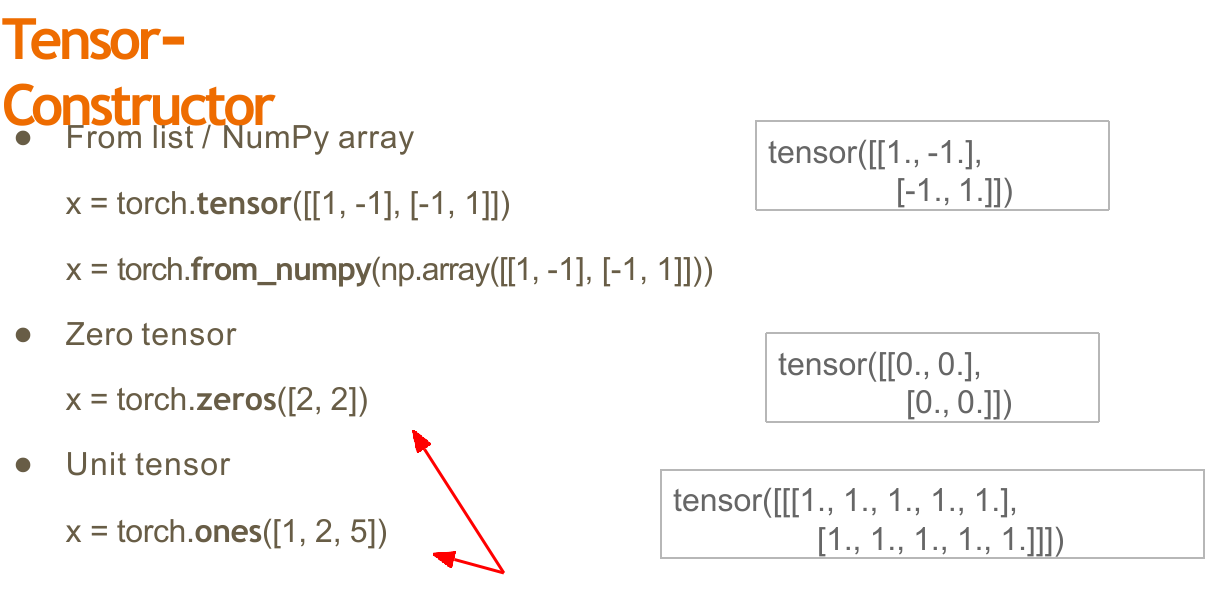 Tensor-
Constructor
● From list / NumPy array
x = torch.tensor([[1, -1], [-1, 1]])
x = torch.from_numpy(np.array([[1, -1], [-1, 1]]))
tensor([[1., -1.],
[-1., 1.]])
● Zero tensor
x = torch.zeros([2, 2])
tensor([[0., 0.],
[0., 0.]])
● Unit tensor
x = torch.ones([1, 2, 5])
tensor([[[1., 1., 1., 1., 1.],
[1., 1., 1., 1., 1.]]])